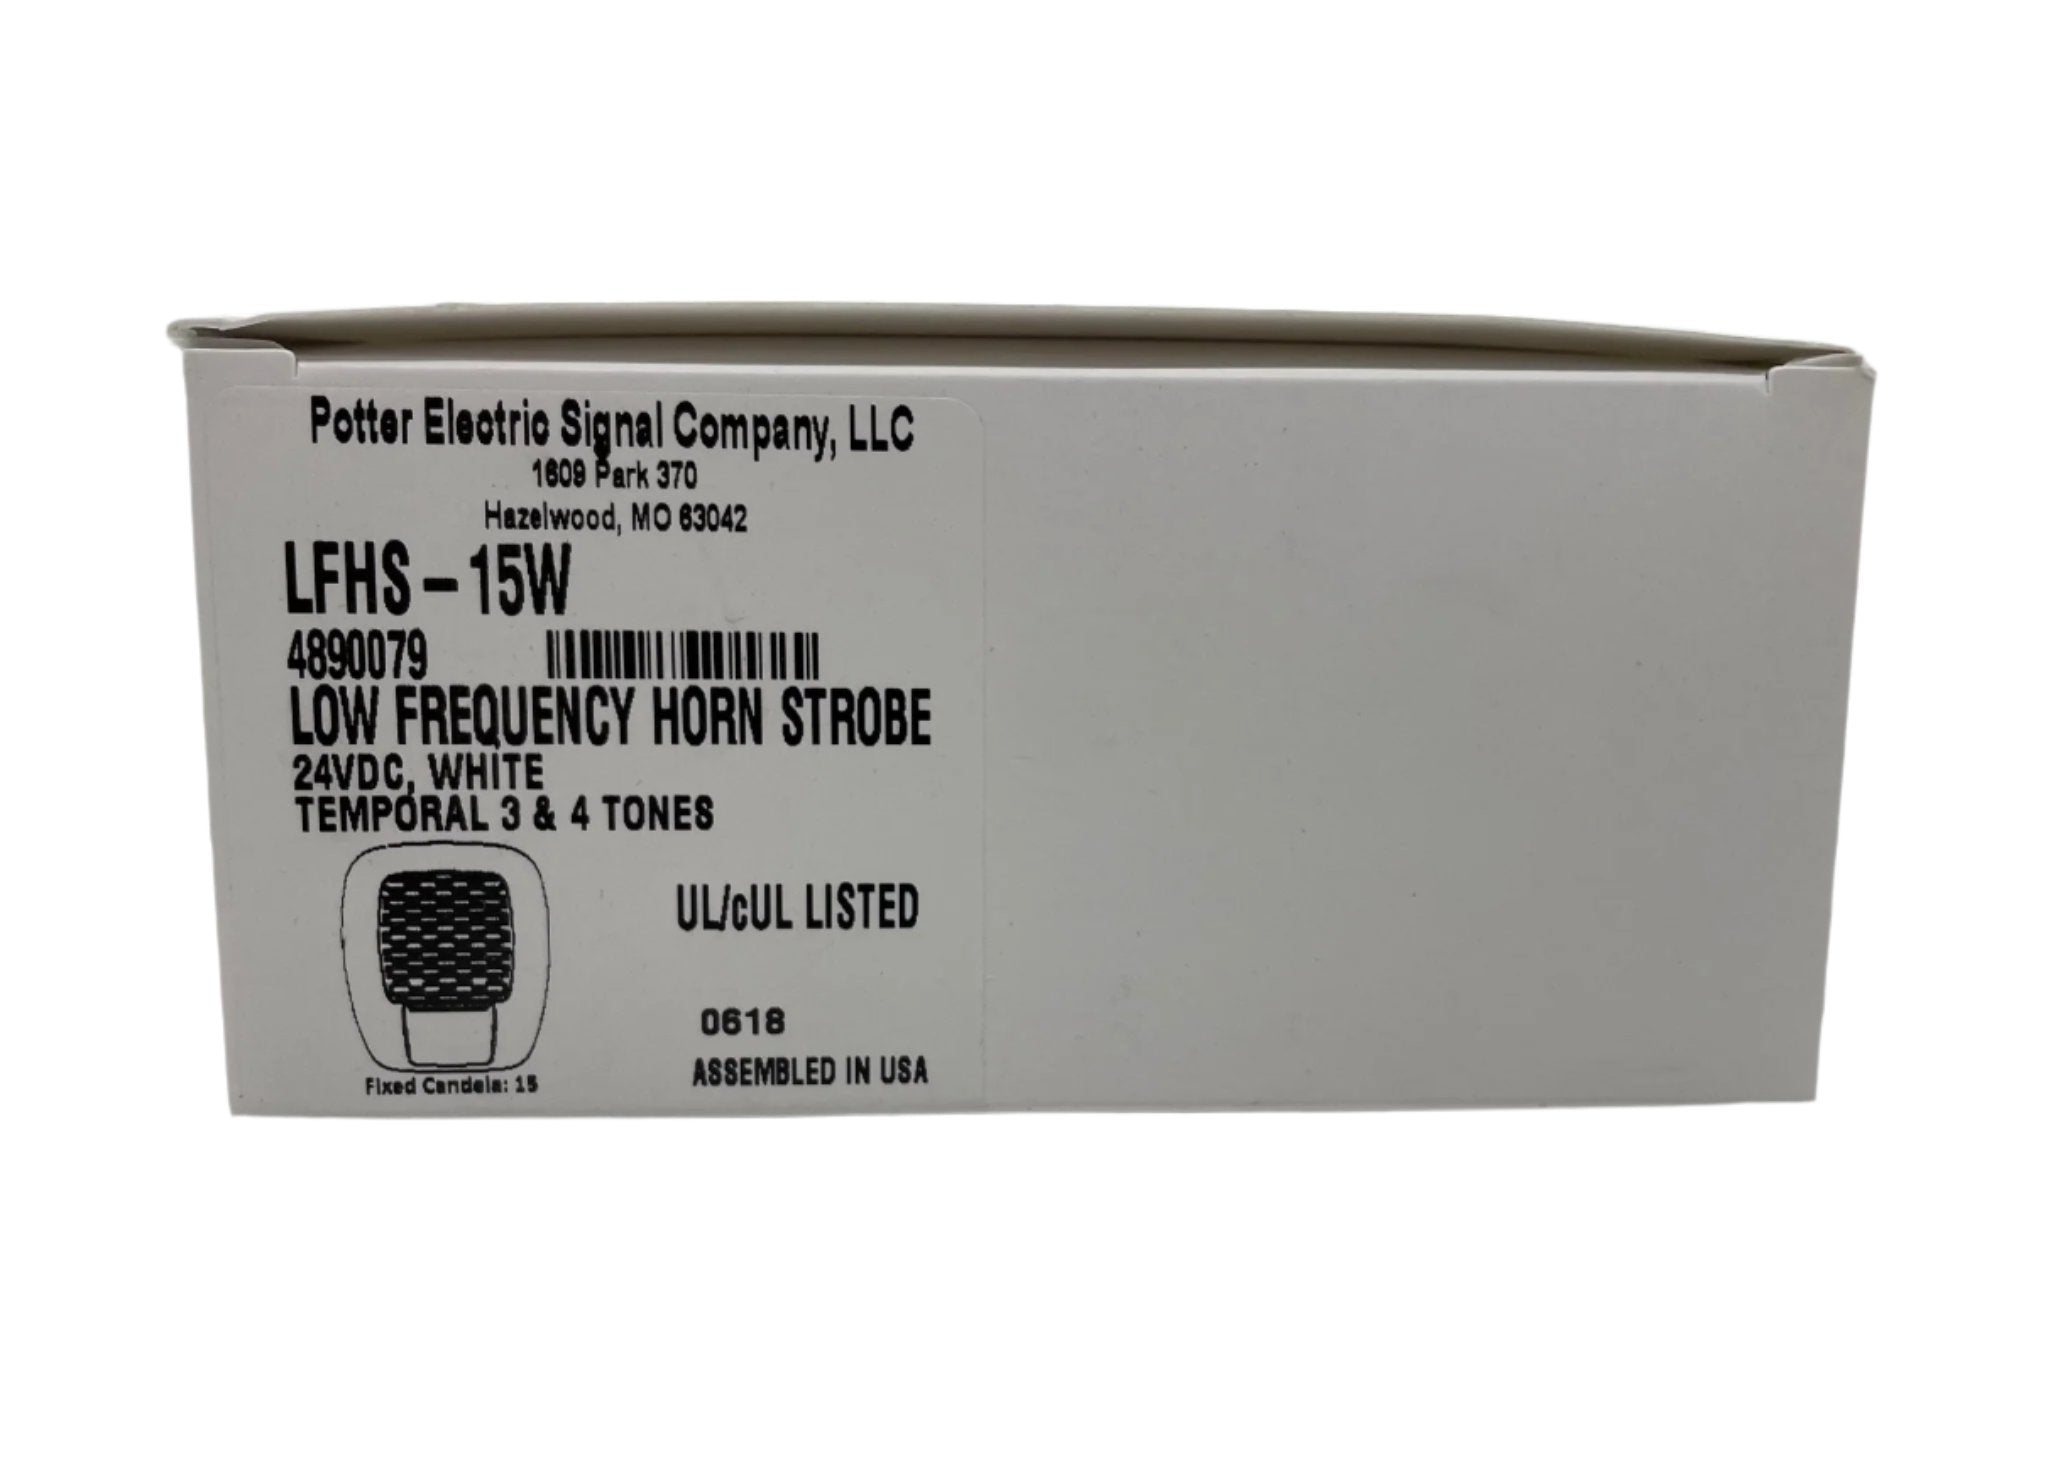 Potter Electric Signal Company, LLC
1609 Park 370
Hazelwood, MO 63042
LFHS - 15W
4890079
LOW FREQUENCY HORN STROBE
24VDC, WHITE
TEMPORAL 3 & 4 TONES
UL/cUL LISTED
0618
ASSEMBLED IN USA
Fixed Candela: 15